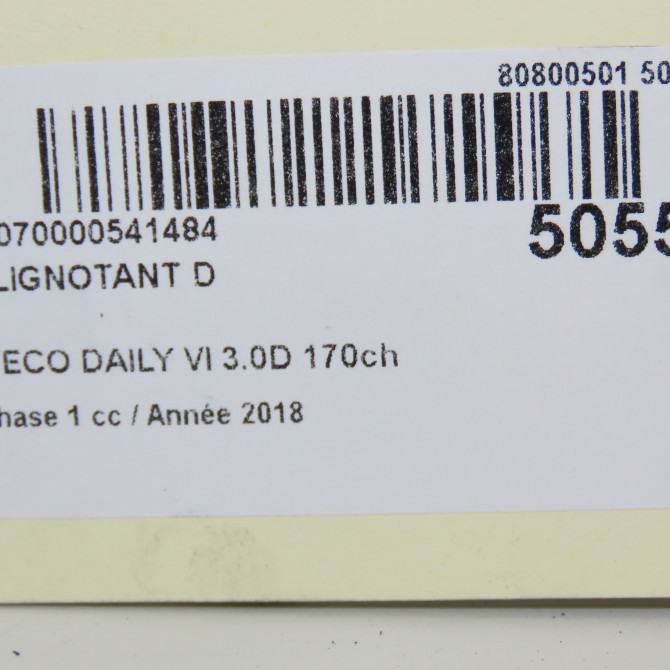 80800501 50
070000541484
5055
LIGNOTANT D
ECO DAILY VI 3.0D 170ch
hase 1 cc / Année 2018